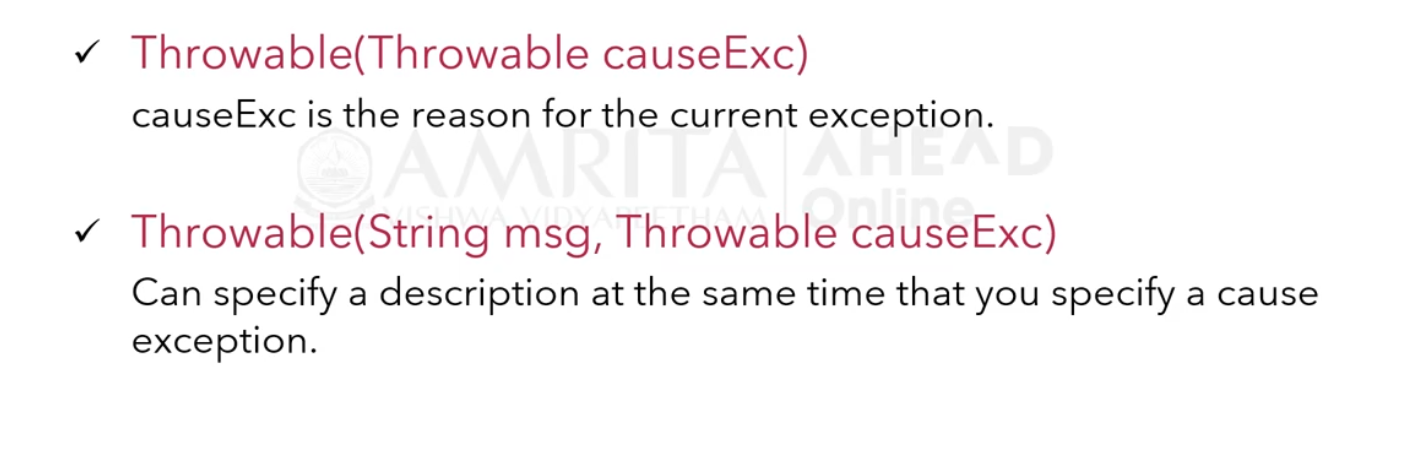 ✓ Throwable(Throwable causeExc)
causeExc is the reason for the current exception.
AMRITA AHEAD
VISHWA VIDYAPEETHAM Online
✓ Throwable(String msg, Throwable causeExc)
Can specify a description at the same time that you specify a cause
exception.